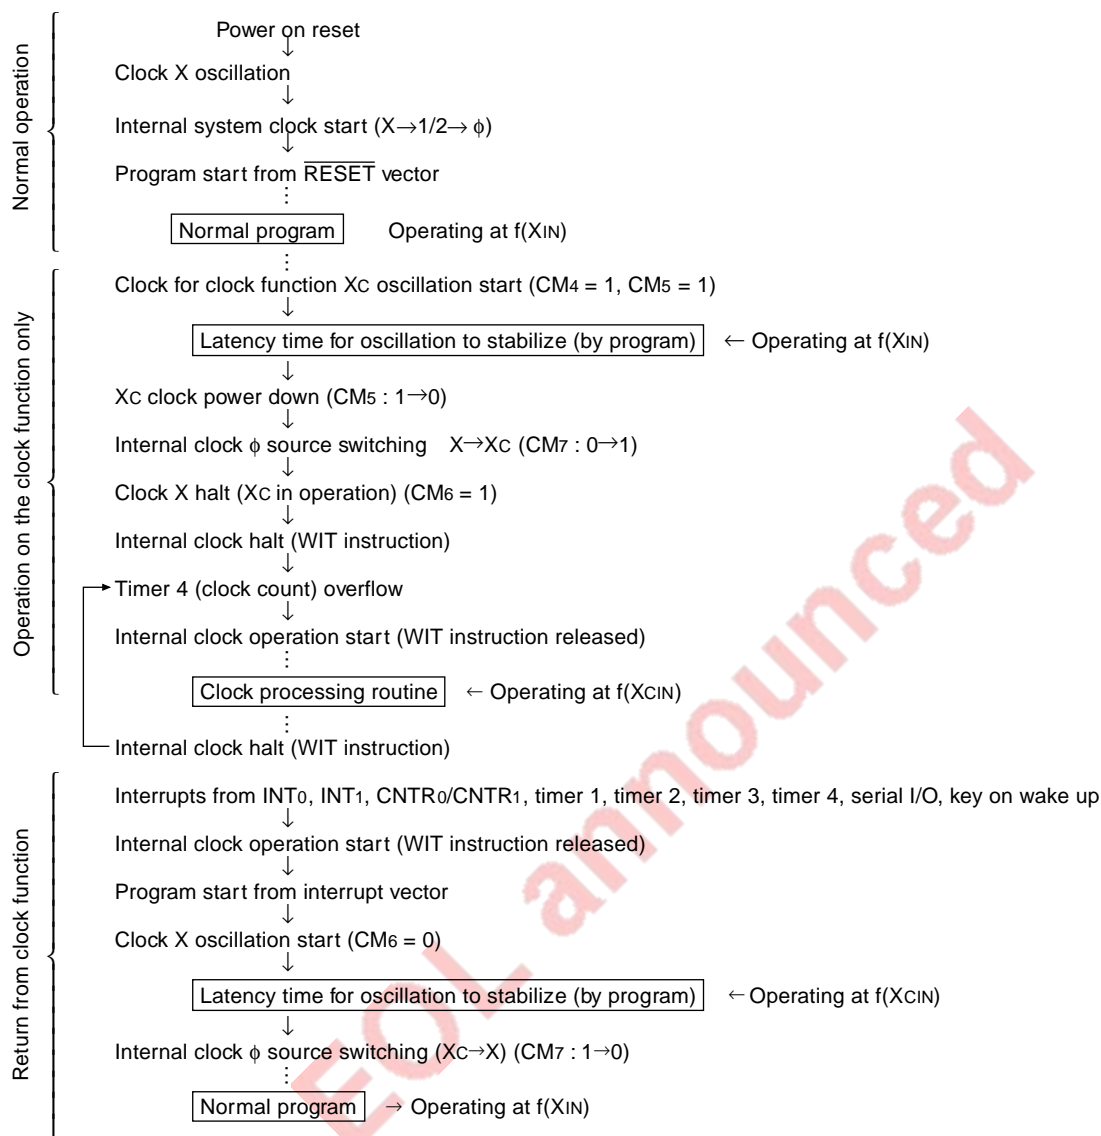 Normal operation
Power on reset
↓
Clock X oscillation
↓
Internal system clock start (X→1/2→ ϕ)
↓
Program start from RESET vector
⋮
Normal program Operating at f(XIN)
⋮
Operation on the clock function only
Clock for clock function XC oscillation start (CM4 = 1, CM5 = 1)
↓
Latency time for oscillation to stabilize (by program) ← Operating at f(XIN)
↓
XC clock power down (CM5 : 1→0)
↓
Internal clock ϕ source switching X→XC (CM7 : 0→1)
↓
Clock X halt (XC in operation) (CM6 = 1)
↓
Internal clock halt (WIT instruction)
↓
Timer 4 (clock count) overflow
↓
Internal clock operation start (WIT instruction released)
⋮
Clock processing routine ← Operating at f(XCIN)
⋮
Internal clock halt (WIT instruction)
Return from clock function
Interrupts from INT0, INT1, CNTR0/CNTR1, timer 1, timer 2, timer 3, timer 4, serial I/O, key on wake up
↓
Internal clock operation start (WIT instruction released)
↓
Program start from interrupt vector
↓
Clock X oscillation start (CM6 = 0)
↓
Latency time for oscillation to stabilize (by program) ← Operating at f(XCIN)
↓
Internal clock ϕ source switching (XC→X) (CM7 : 1→0)
⋮
Normal program → Operating at f(XIN)
EOL announced